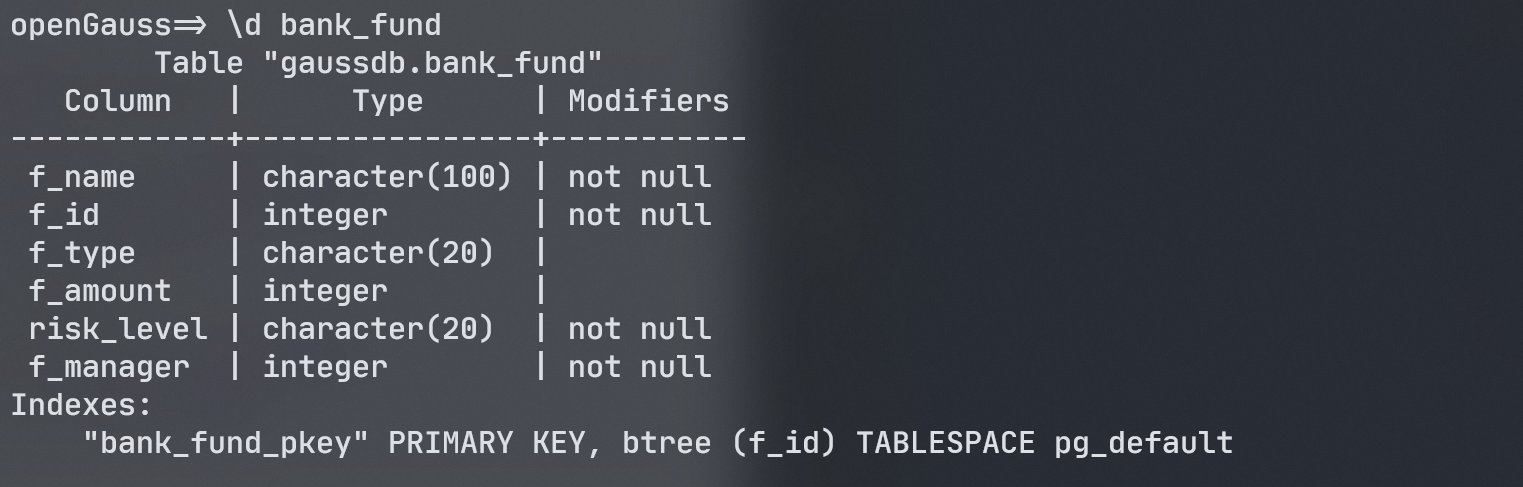 openGauss=> \d bank_fund
        Table "gaussdb.bank_fund"
   Column   |      Type      | Modifiers
------------+----------------+-----------
 f_name     | character(100) | not null
 f_id       | integer        | not null
 f_type     | character(20)  |
 f_amount   | integer        |
 risk_level | character(20)  | not null
 f_manager  | integer        | not null
Indexes:
    "bank_fund_pkey" PRIMARY KEY, btree (f_id) TABLESPACE pg_default